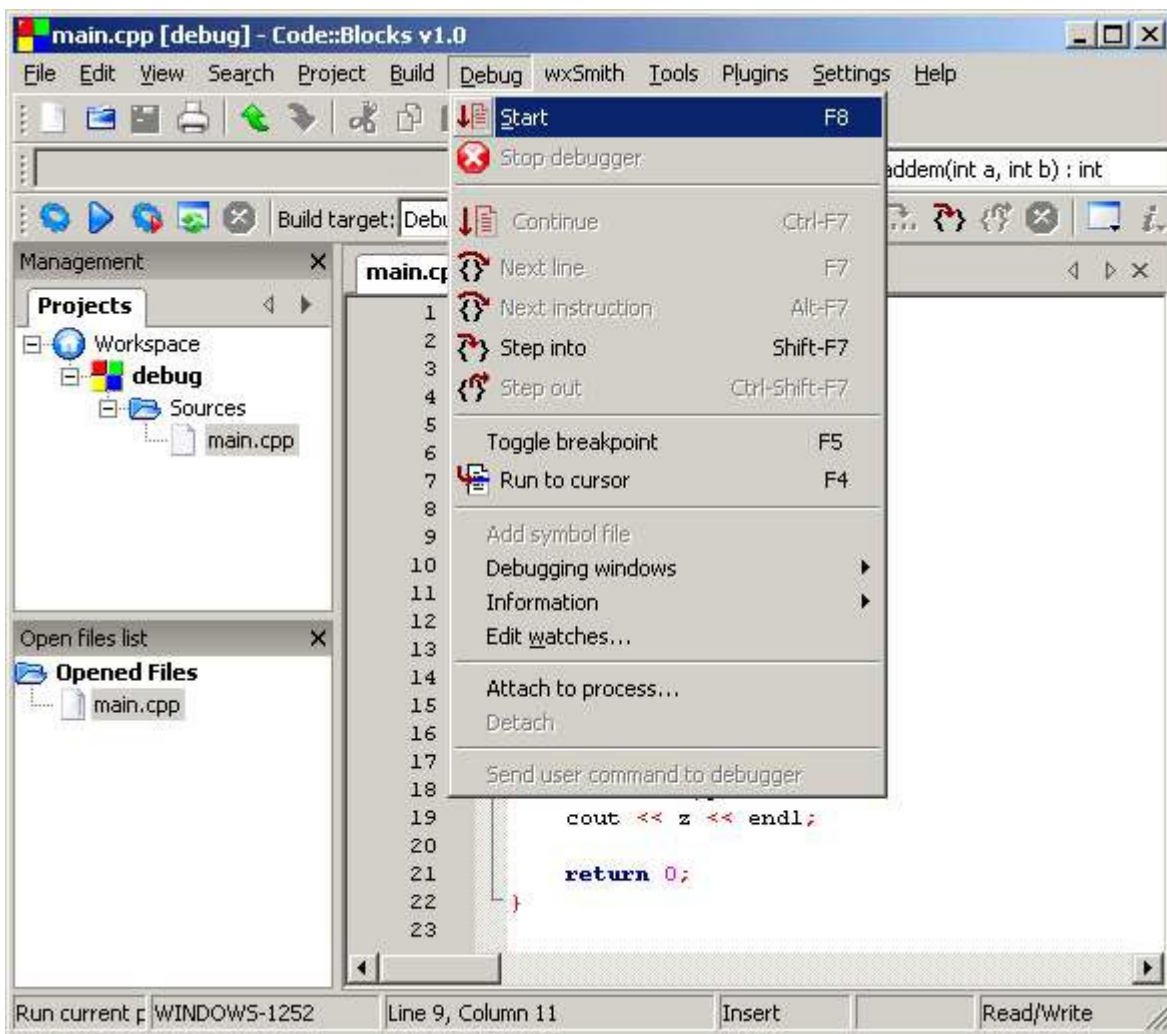 main.cpp [debug] - Code::Blocks v1.0
File Edit View Search Project Build Debug wxSmith Tools Plugins Settings Help
Start F8
Stop debugger
addem(int a, int b) : int
Build target:
Continue Ctrl-F7
Management
Next line F7
Projects
Next instruction Alt-F7
Workspace
Step into Shift-F7
debug
Step out Ctrl-Shift-F7
Sources
main.cpp
Toggle breakpoint F5
Run to cursor F4
Add symbol file
Debugging windows
Information
Edit watches...
Attach to process...
Detach
Send user command to debugger
Open files list
Opened Files
main.cpp
1
2
3
4
5
6
7
8
9
10
11
12
13
14
15
16
17
18
19 cout << z << endl;
20
21 return 0;
22 }
23
Run current WINDOWS-1252 Line 9, Column 11 Insert Read/Write